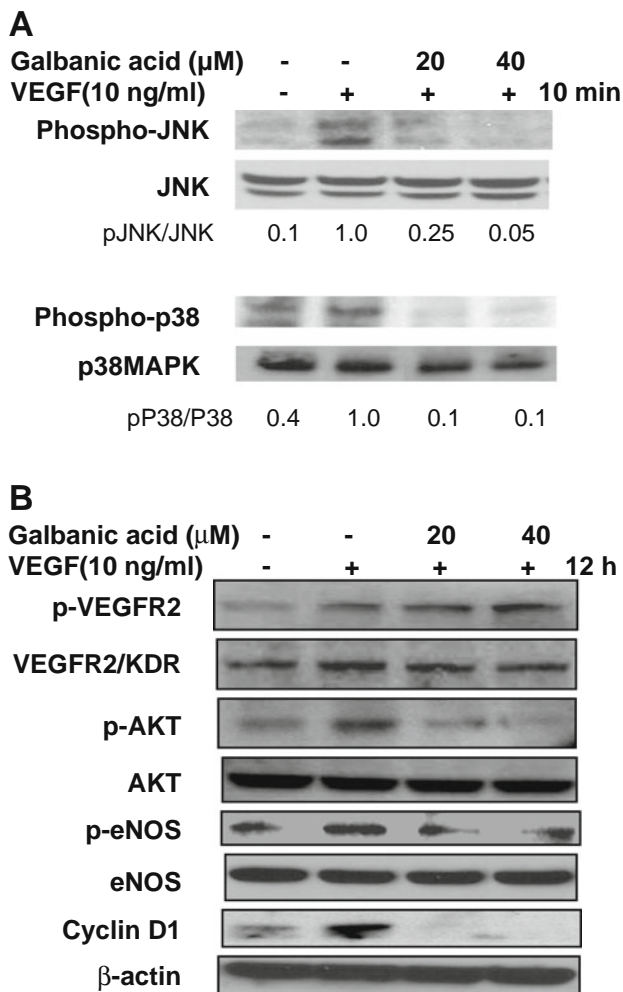 A
Galbanic acid (µM) - - 20 40
VEGF(10 ng/ml) - + + + 10 min
Phospho-JNK
JNK
pJNK/JNK 0.1 1.0 0.25 0.05
Phospho-p38
p38MAPK
pP38/P38 0.4 1.0 0.1 0.1
B
Galbanic acid (µM) - - 20 40
VEGF(10 ng/ml) - + + + 12 h
p-VEGFR2
VEGFR2/KDR
p-AKT
AKT
p-eNOS
eNOS
Cyclin D1
β-actin